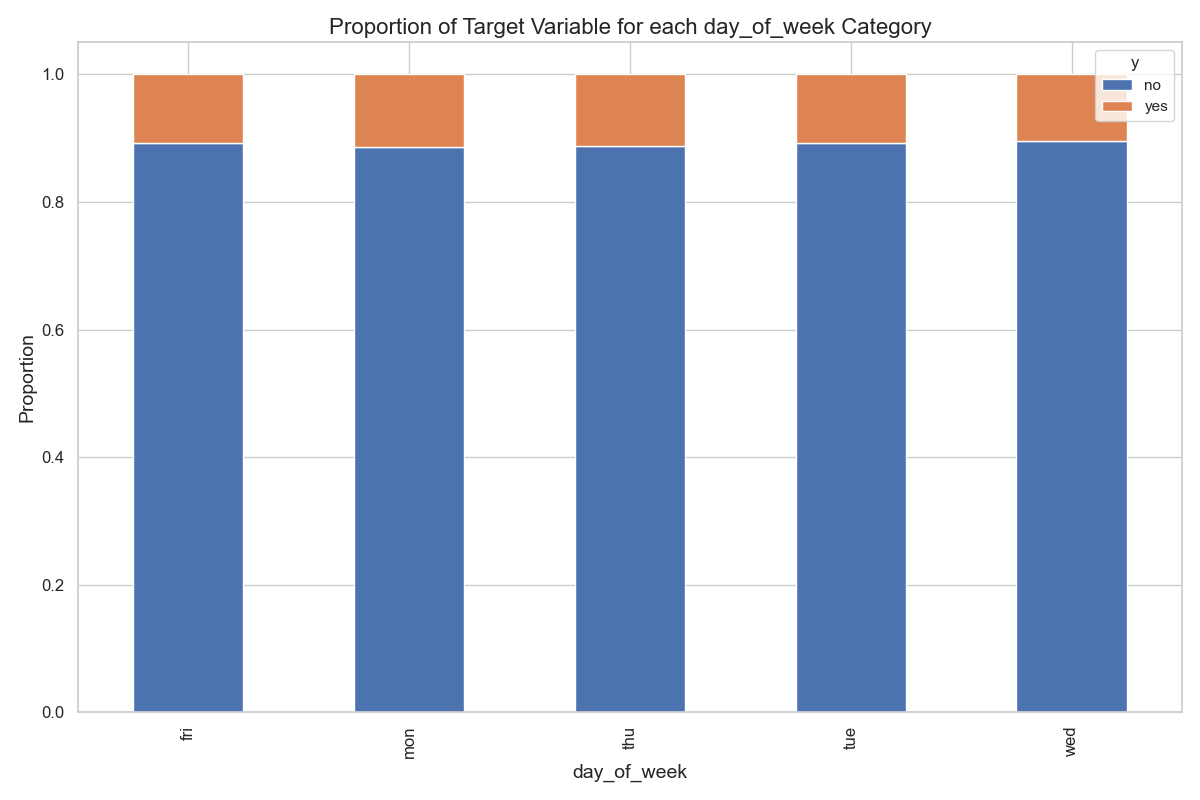 Proportion of Target Variable for each day_of_week Category
y
no
yes
1.0
0.8
0.6
0.4
0.2
0.0
Proportion
fri
mon
thu
tue
wed
day_of_week